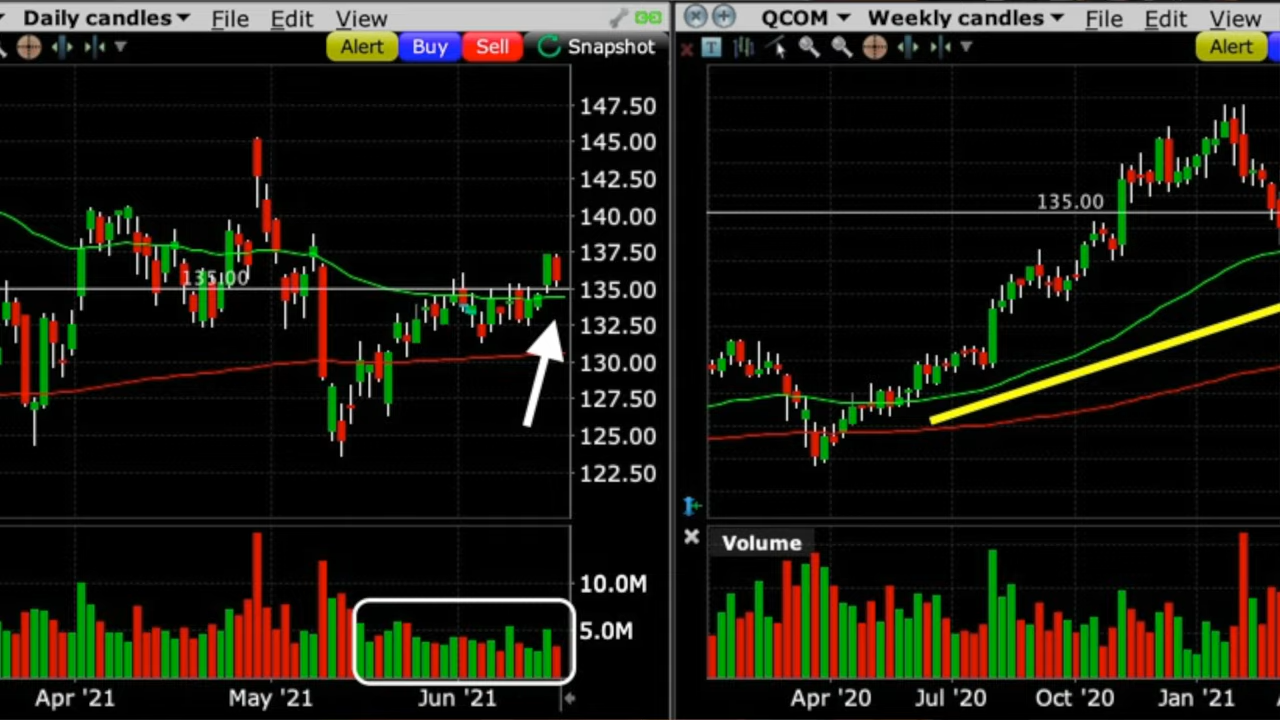 Daily candles File Edit View
Alert Buy Sell Snapshot
147.50
145.00
142.50
140.00
137.50
135.00
135.00
132.50
130.00
127.50
125.00
122.50
10.0M
5.0M
Apr '21 May '21 Jun '21
QCOM Weekly candles File Edit View
T Alert
135.00
Volume
Apr '20 Jul '20 Oct '20 Jan '21